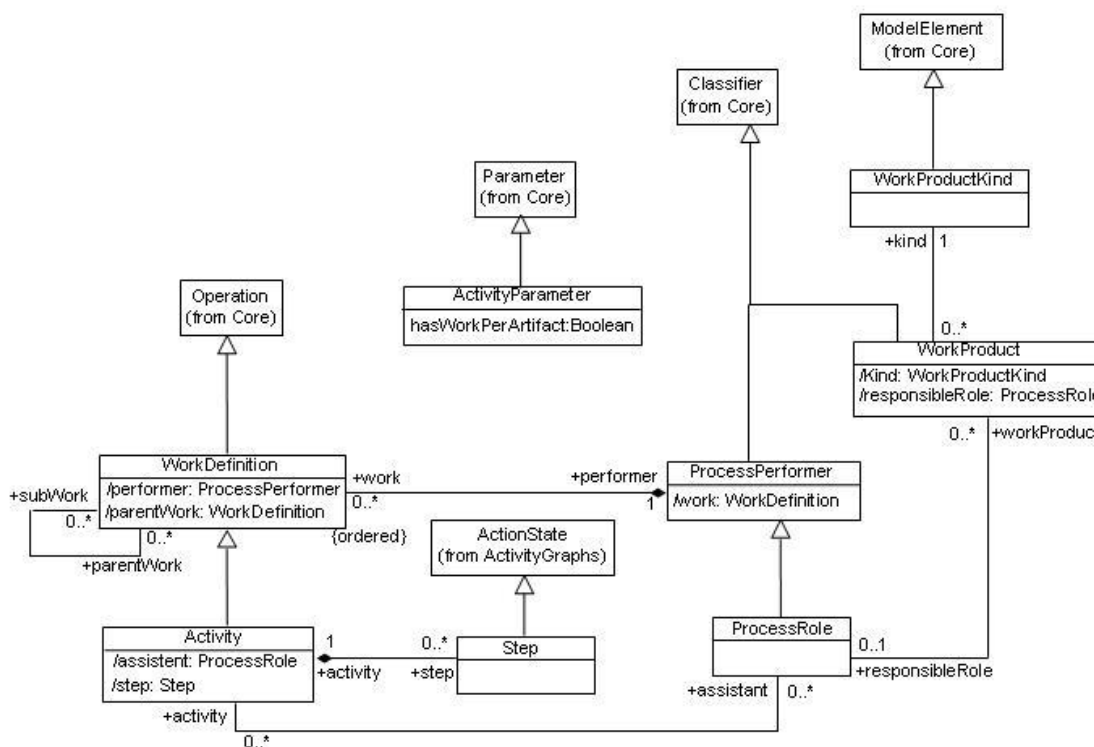 ModelElement
(from Core)
Classifier
(from Core)
Parameter
(from Core)
WorkProductKind
+kind
1
Operation
(from Core)
ActivityParameter
hasWorkPerArtifact:Boolean
0..*
WorkProduct
/Kind: WorkProductKind
/responsibleRole: ProcessRole
0..*
+workProduct
WorkDefinition
/performer: ProcessPerformer
/parentWork: WorkDefinition
+work
0..*
{ordered}
+performer
1
ProcessPerformer
/work: WorkDefinition
+subWork
0..*
0..*
+parentWork
ActionState
(from ActivityGraphs)
Activity
/assistent: ProcessRole
/step: Step
1
+activity
0..*
+step
Step
ProcessRole
0..1
+responsibleRole
+assistant
0..*
+activity
0..*